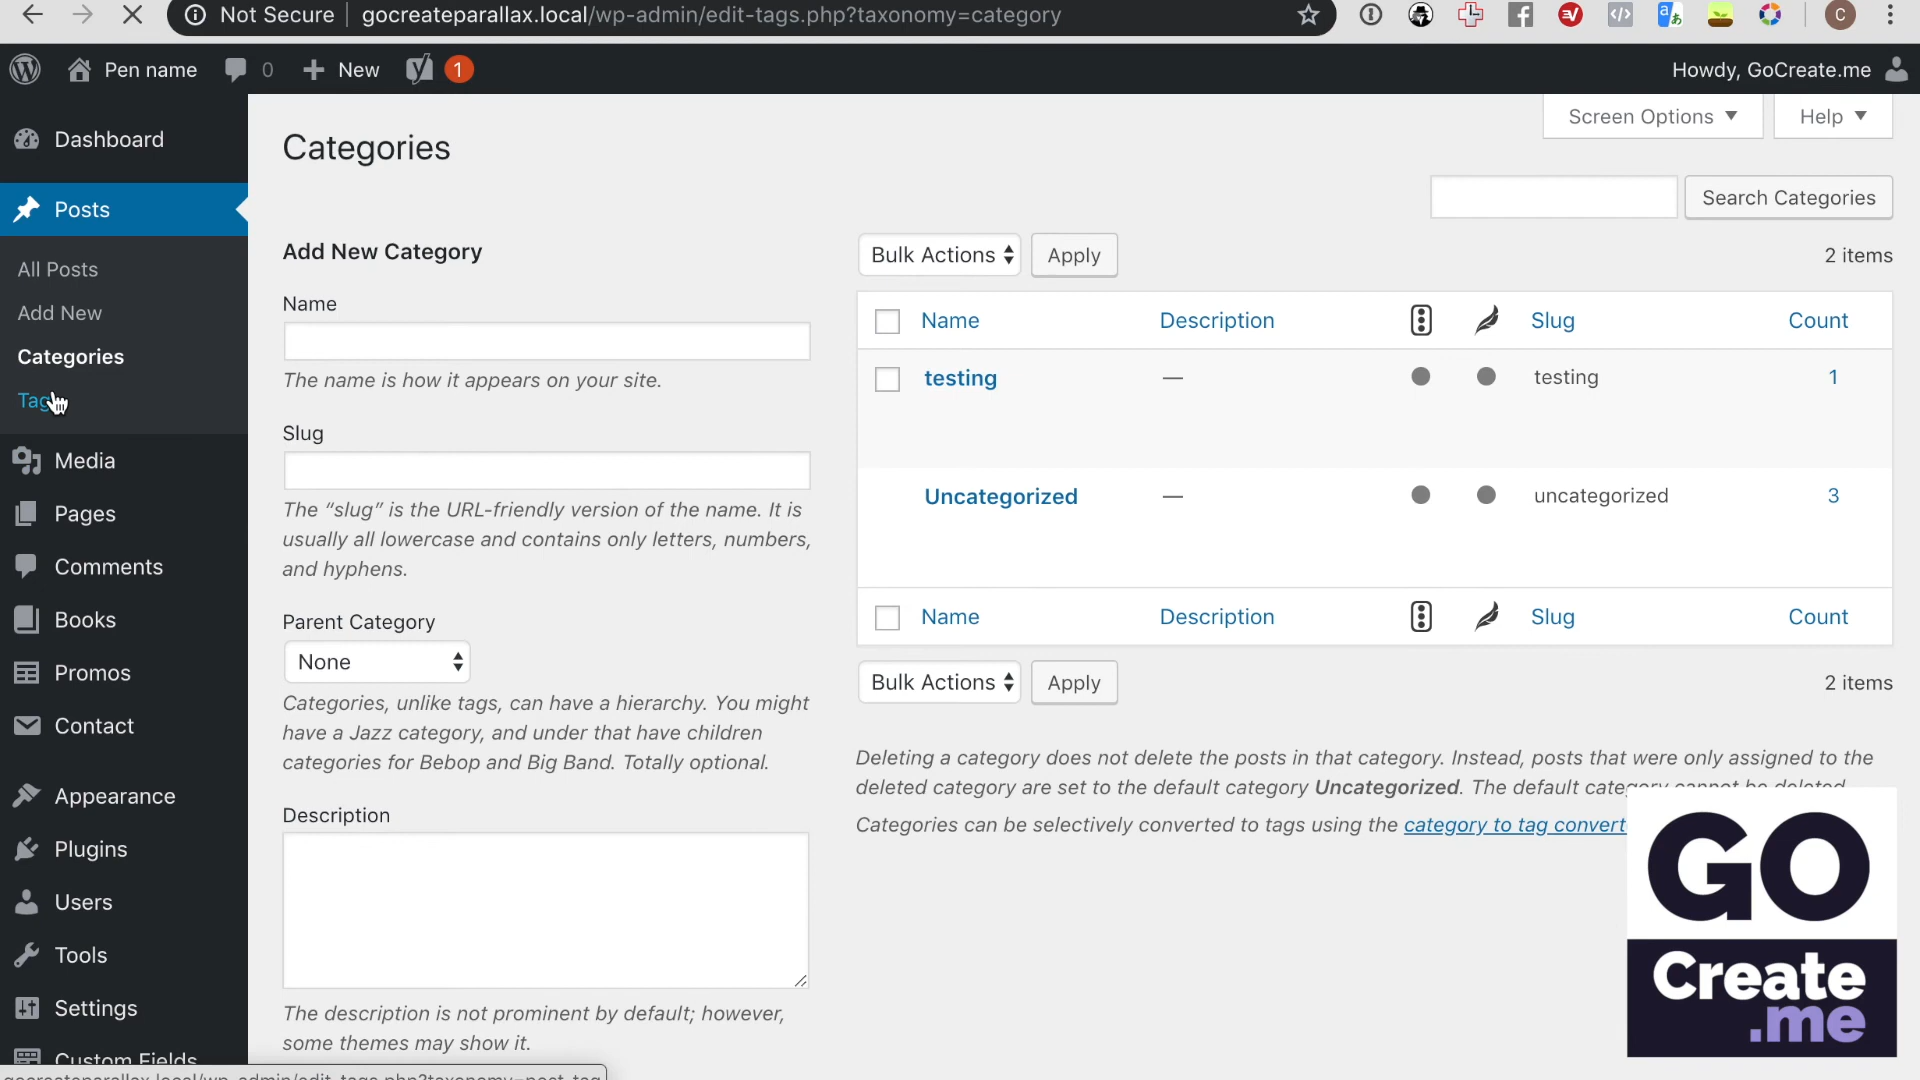 Not Secure | gocreateparallax.local/wp-admin/edit-tags.php?taxonomy=category
C
Pen name 0 New 1 Howdy, GoCreate.me
Screen Options Help
Dashboard
Posts
All Posts
Add New
Categories
Tag
Media
Pages
Comments
Books
Promos
Contact
Appearance
Plugins
Users
Tools
Settings
Custom Fields
Categories
Search Categories
Add New Category
Name
The name is how it appears on your site.
Slug
The “slug” is the URL-friendly version of the name. It is
usually all lowercase and contains only letters, numbers,
and hyphens.
Parent Category
None
Categories, unlike tags, can have a hierarchy. You might
have a Jazz category, and under that have children
categories for Bebop and Big Band. Totally optional.
Description
The description is not prominent by default; however,
some themes may show it.
Bulk Actions Apply 2 items
Name Description Slug Count
testing — testing 1
Uncategorized — uncategorized 3
Name Description Slug Count
Bulk Actions Apply 2 items
Deleting a category does not delete the posts in that category. Instead, posts that were only assigned to the
deleted category are set to the default category Uncategorized. The default category cannot be deleted
Categories can be selectively converted to tags using the category to tag convert
GO
Create
.me
gocreateparallax.local/wp-admin/edit-tags.php?taxonomy=post_tag